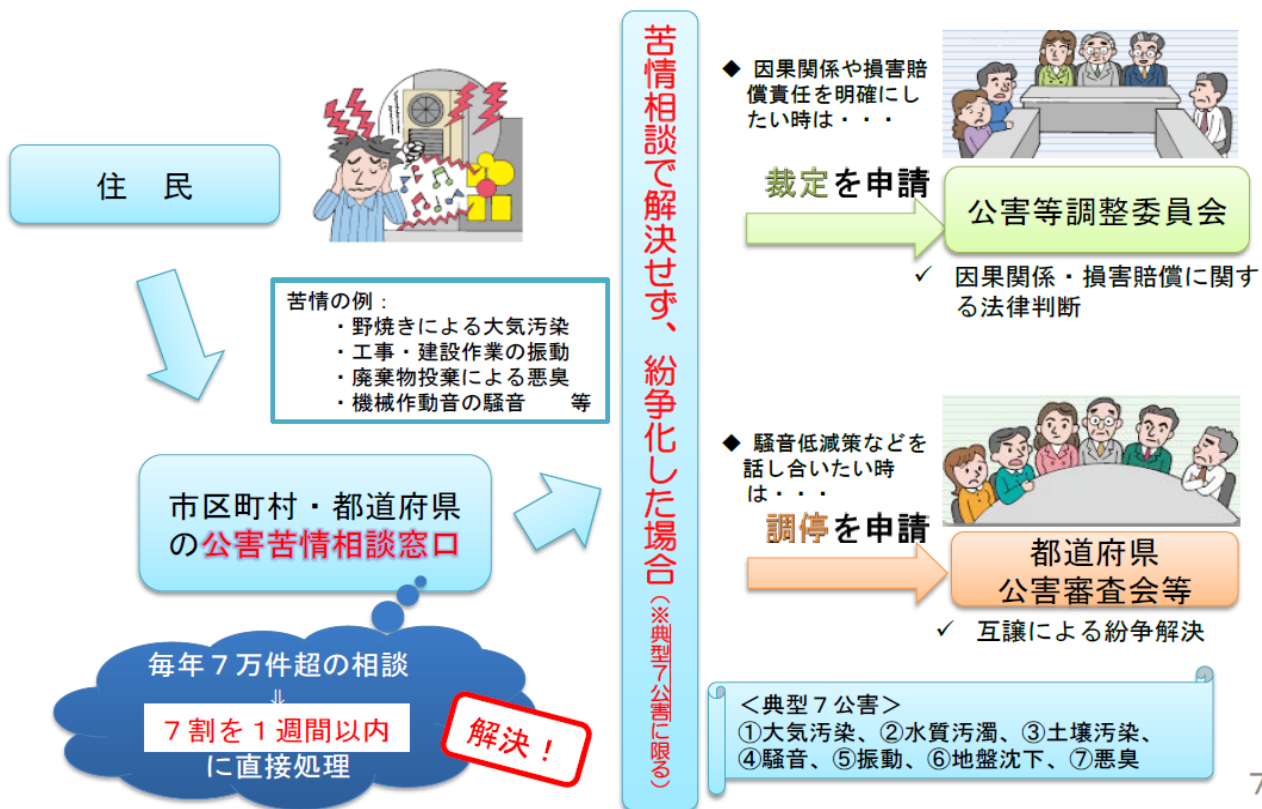 住　民
苦情の例：
・野焼きによる大気汚染
・工事・建設作業の振動
・廃棄物投棄による悪臭
・機械作動音の騒音　　等
市区町村・都道府県
の公害苦情相談窓口
毎年７万件超の相談
⇓
７割を１週間以内
に直接処理
解決！
苦情相談で解決せず、紛争化した場合（※典型７公害に限る）
◆ 因果関係や損害賠
償責任を明確にし
たい時は・・・
裁定を申請
公害等調整委員会
✓ 因果関係・損害賠償に関す
る法律判断
◆ 騒音低減策などを
話し合いたい時
は・・・
調停を申請
都道府県
公害審査会等
✓ 互譲による紛争解決
＜典型７公害＞
①大気汚染、②水質汚濁、③土壌汚染、
④騒音、⑤振動、⑥地盤沈下、⑦悪臭
7